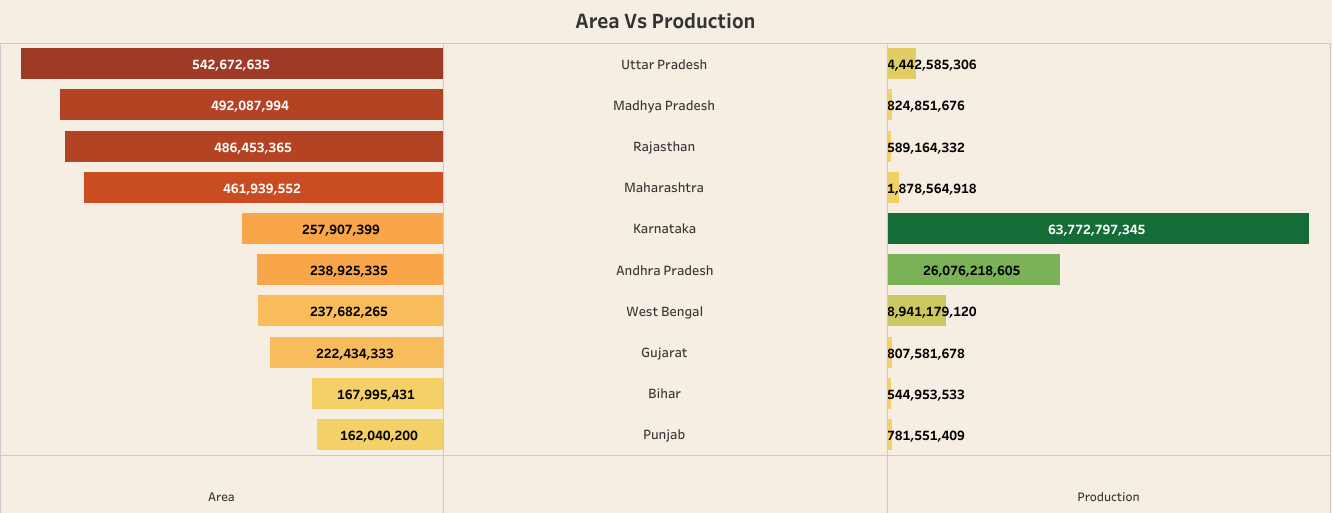 Area Vs Production
542,672,635 Uttar Pradesh 4,442,585,306
492,087,994 Madhya Pradesh 824,851,676
486,453,365 Rajasthan 589,164,332
461,939,552 Maharashtra 1,878,564,918
257,907,399 Karnataka 63,772,797,345
238,925,335 Andhra Pradesh 26,076,218,605
237,682,265 West Bengal 8,941,179,120
222,434,333 Gujarat 807,581,678
167,995,431 Bihar 544,953,533
162,040,200 Punjab 781,551,409
Area Production